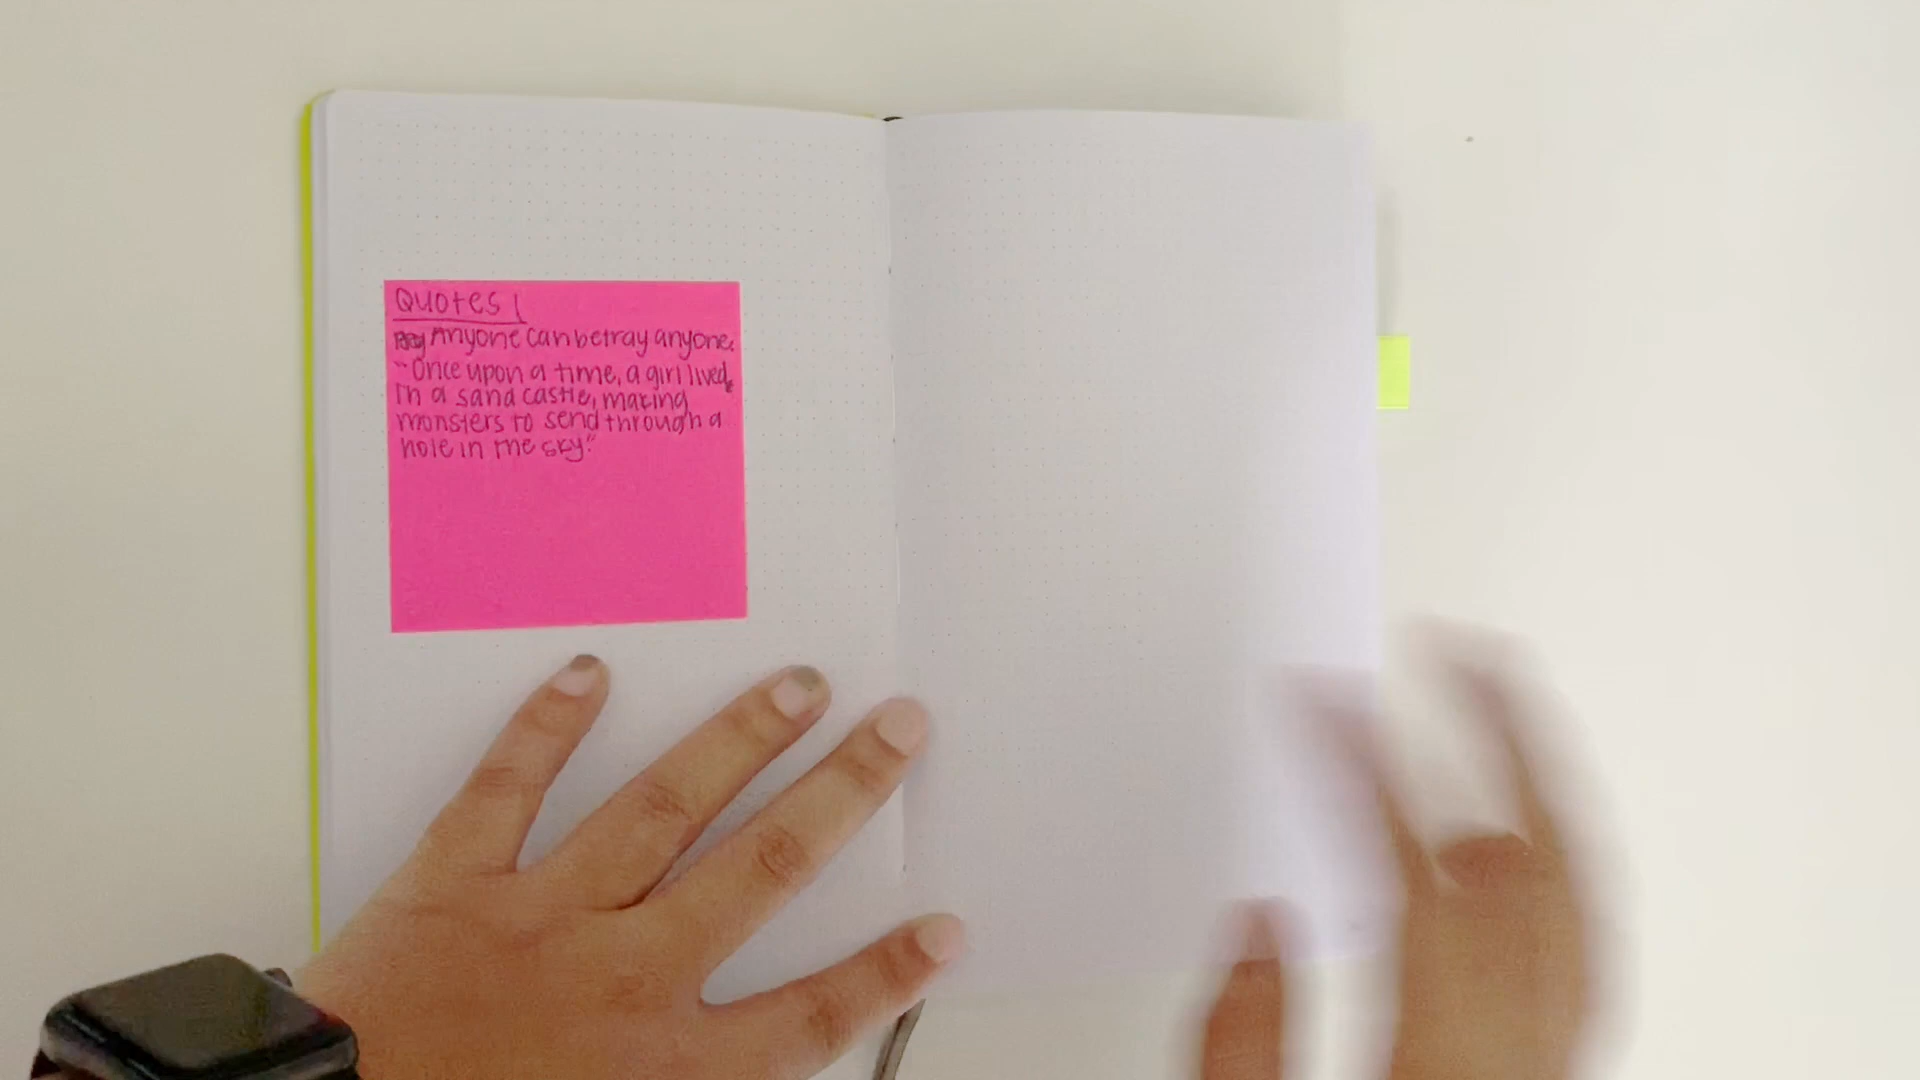 Quotes
Anyone can betray anyone.
"Once upon a time, a girl lived
in a sand castle, making
monsters to send through a
hole in the sky."